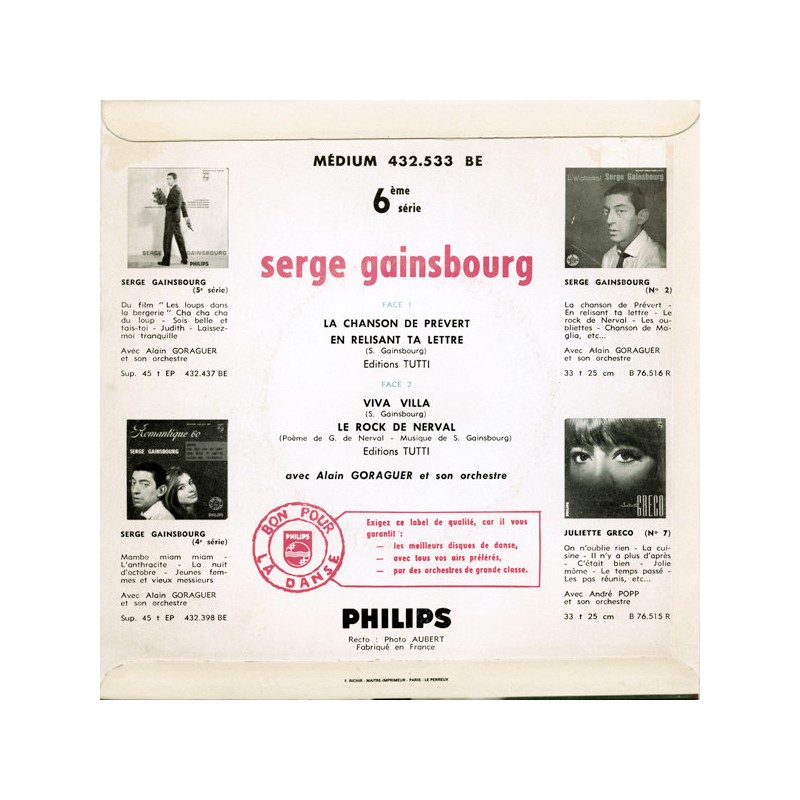 MÉDIUM 432.533 BE
6 ème série
serge gainsbourg
FACE 1
LA CHANSON DE PRÉVERT
EN RELISANT TA LETTRE
(S. Gainsbourg)
Editions TUTTI
FACE 2
VIVA VILLA
(S. Gainsbourg)
LE ROCK DE NERVAL
(Poème de G. de Nerval - Musique de S. Gainsbourg)
Editions TUTTI
avec Alain GORAGUER et son orchestre
SERGE GAINSBOURG
PHILIPS
SERGE GAINSBOURG
(5e série)
Du film "Les loups dans
la bergerie" Cha cha cha
du loup - Sois belle et
tais-toi - Judith - Laissez-
moi tranquille
Avec Alain GORAGUER
et son orchestre
Sup. 45 t EP 432.437 BE
Romantique 60
SERGE GAINSBOURG
SERGE GAINSBOURG
(4e série)
Mambo miam miam -
L'anthracite - La nuit
d'octobre - Jeunes fem-
mes et vieux messieurs
Avec Alain GORAGUER
et son orchestre
Sup. 45 t EP 432.398 BE
L'étonnant Serge Gainsbourg
SERGE GAINSBOURG
(N° 2)
La chanson de Prévert -
En relisant ta lettre - Le
rock de Nerval - Les ou-
bliettes - Chanson de Ma-
glia, etc...
33 t 25 cm B 76.516 R
GRECO
JULIETTE GRECO (N° 7)
On n'oublie rien - La cui-
sine - Il n'y a plus d'après
- C'était bien - Jolie
môme - Le temps passé -
Les pas réunis, etc...
Avec André POPP
et son orchestre
33 t 25 cm B 76.515 R
BON POUR
LA DANSE
PHILIPS
Exigez ce label de qualité, car il vous
garantit :
— les meilleurs disques de danse,
— avec tous vos airs préférés,
— par des orchestres de grande classe.
PHILIPS
Recto : Photo AUBERT
Fabriqué en France
F. RICHIR - MAITRE-IMPRIMEUR - PARIS - LE PERREUX